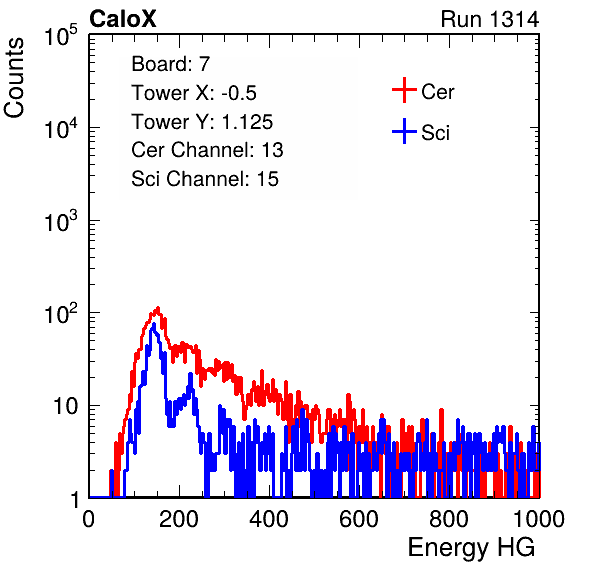 CaloX Run 1314
Counts
Board: 7
Tower X: -0.5
Tower Y: 1.125
Cer Channel: 13
Sci Channel: 15
Cer
Sci
10^5
10^4
10^3
10^2
10
1
0 200 400 600 800 1000
Energy HG